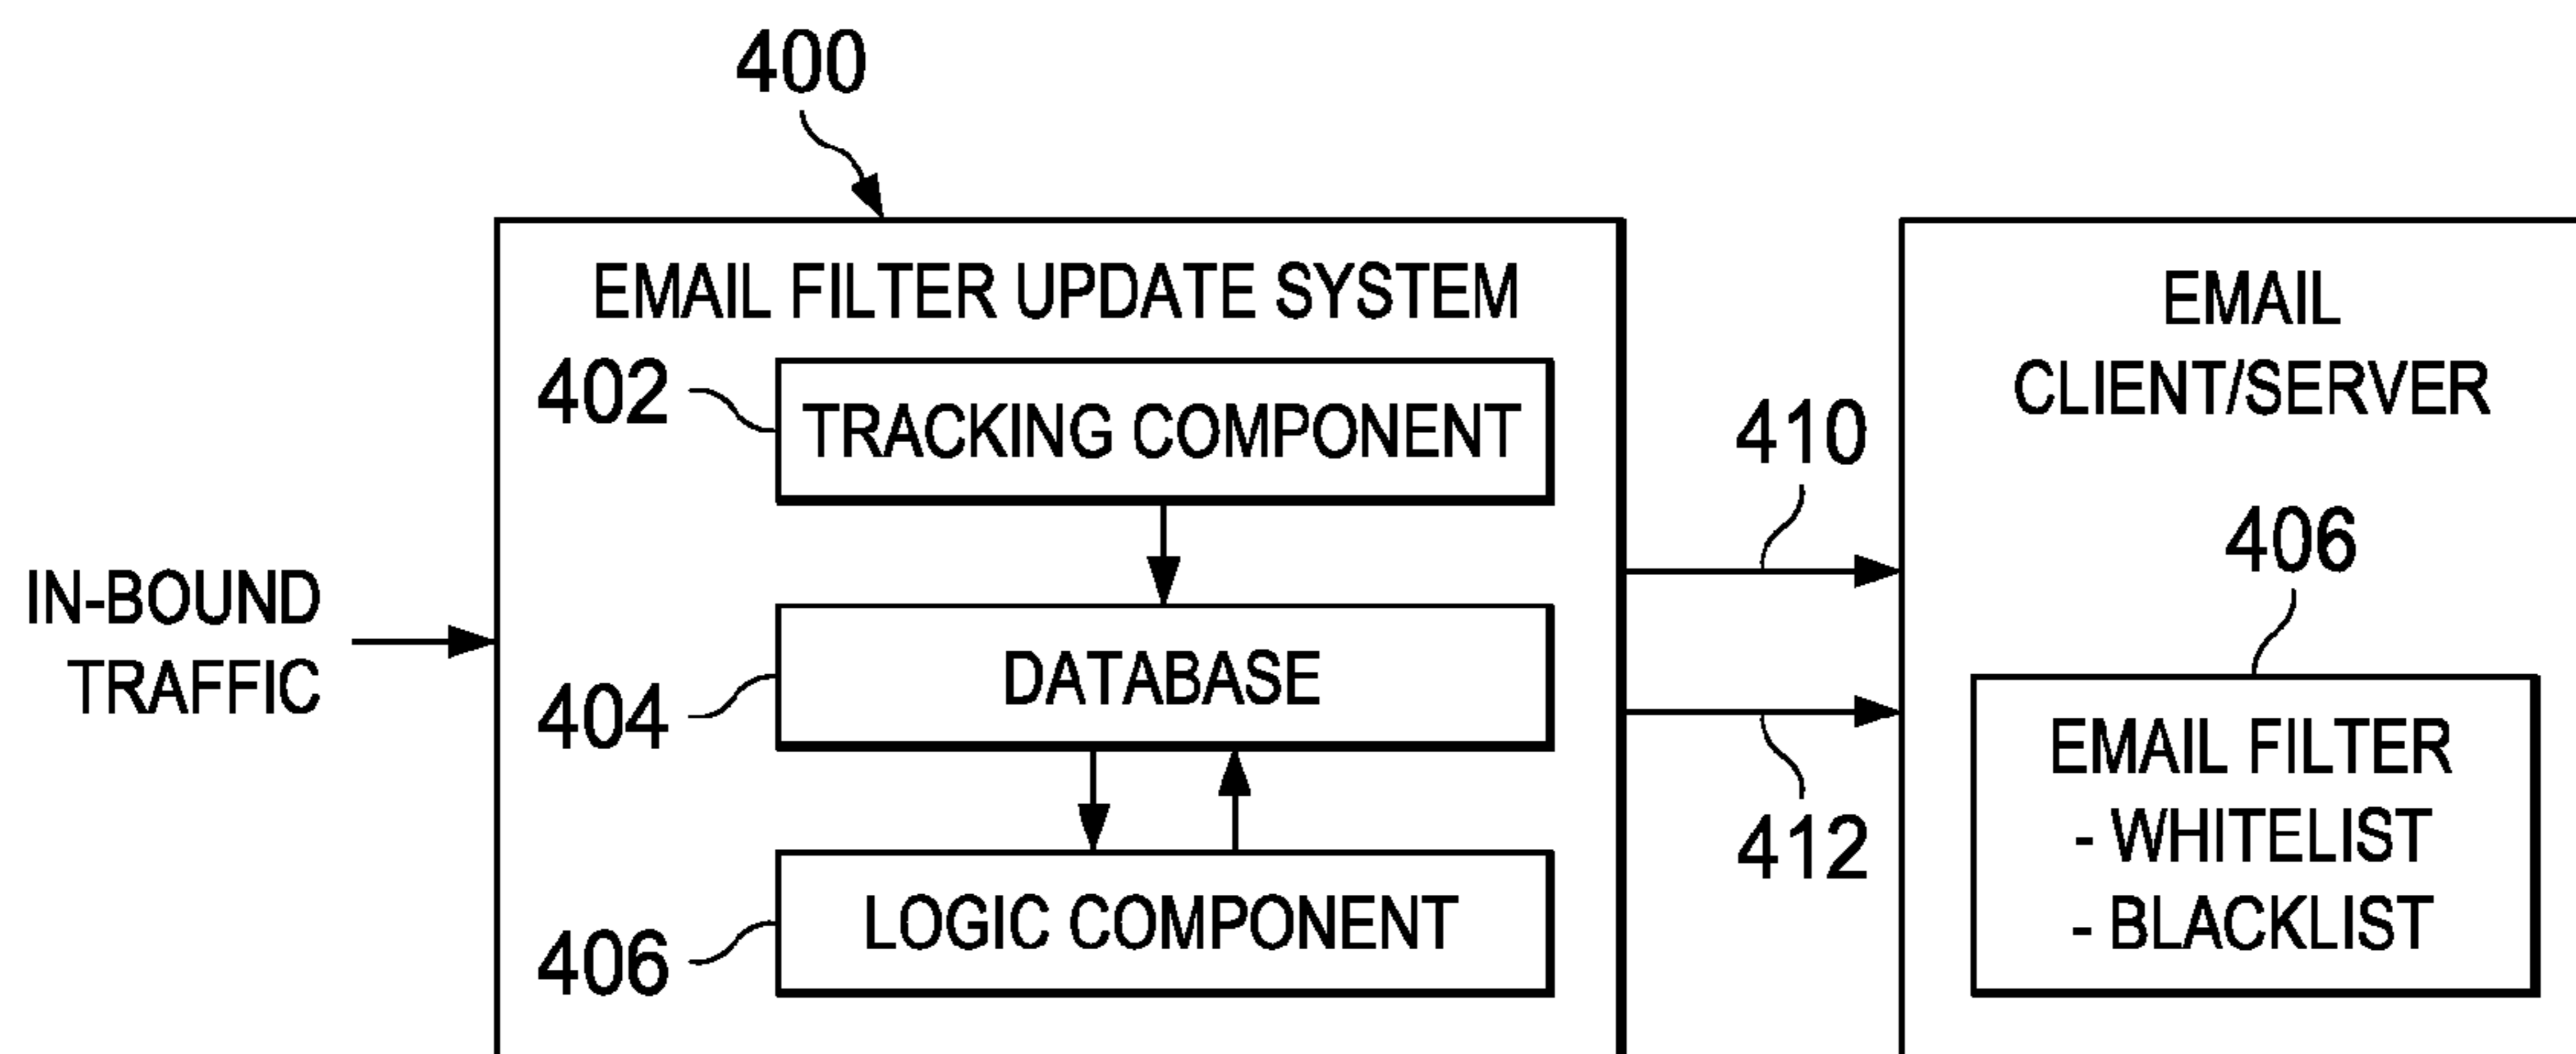 400
EMAIL FILTER UPDATE SYSTEM
402
TRACKING COMPONENT
IN-BOUND
TRAFFIC
404
DATABASE
406
LOGIC COMPONENT
410
412
EMAIL
CLIENT/SERVER
406
EMAIL FILTER
- WHITELIST
- BLACKLIST